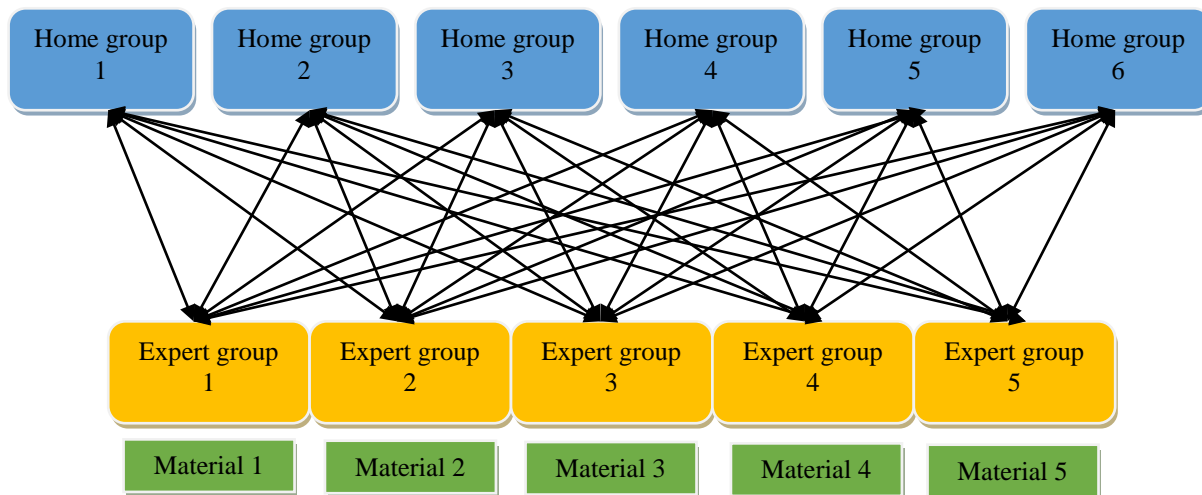 Home group
1
Home group
2
Home group
3
Home group
4
Home group
5
Home group
6
Expert group
1
Expert group
2
Expert group
3
Expert group
4
Expert group
5
Material 1
Material 2
Material 3
Material 4
Material 5